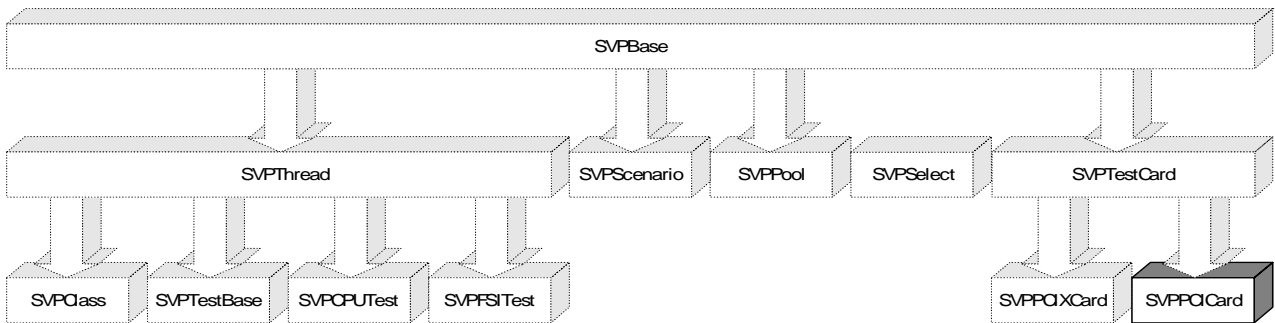 SVPBase
SVPThread SVPScenario SVPPool SVPSelect SVPTestCard
SVPClass SVPTestBase SVPCPUTest SVPFSITest SVPPCIXCard SVPPCICard